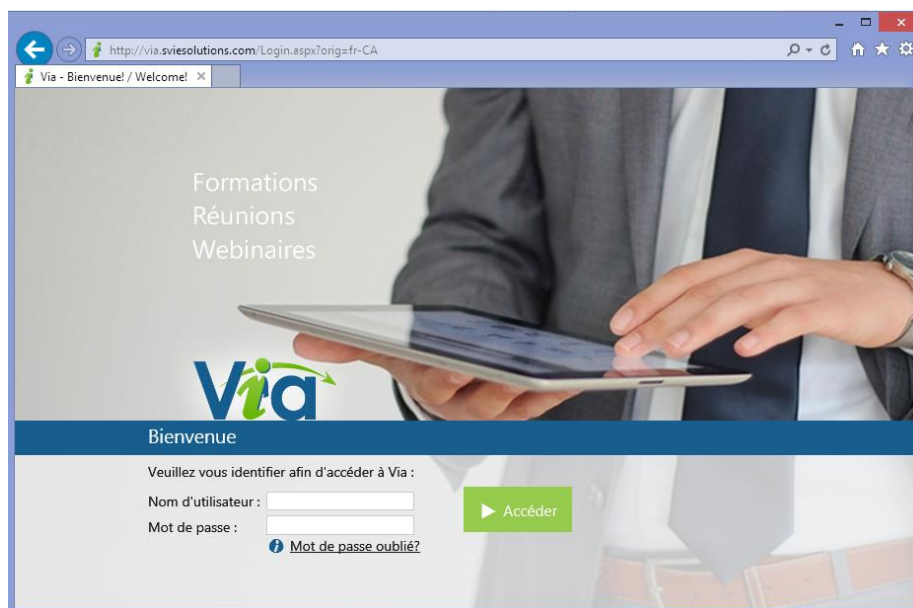 http://via.sviesolutions.com/Login.aspx?orig=fr-CA
Via - Bienvenue! / Welcome!
Formations
Réunions
Webinaires
Via
Bienvenue
Veuillez vous identifier afin d'accéder à Via :
Nom d'utilisateur :
Accéder
Mot de passe :
Mot de passe oublié?